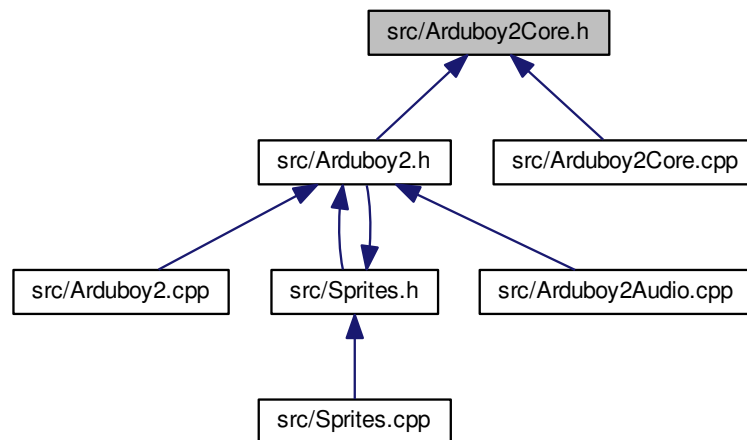 src/Arduboy2Core.h
src/Arduboy2.h
src/Arduboy2Core.cpp
src/Arduboy2.cpp
src/Sprites.h
src/Arduboy2Audio.cpp
src/Sprites.cpp